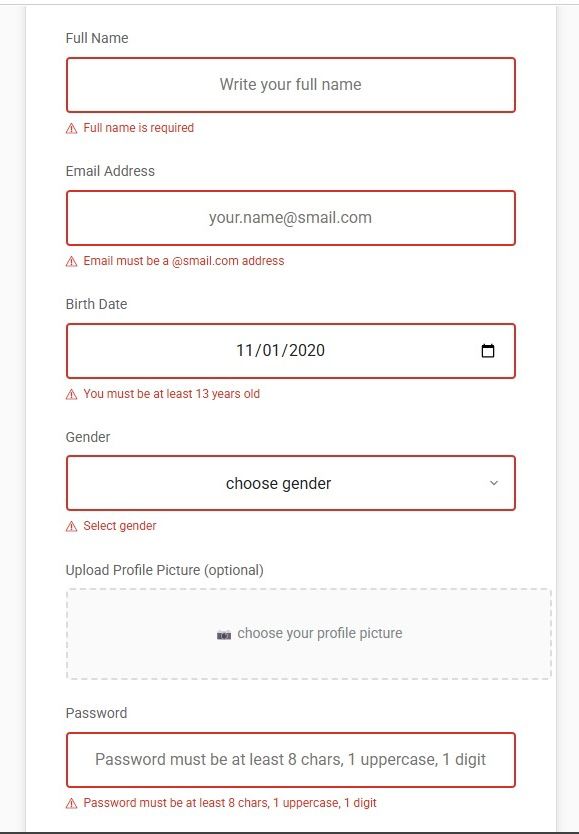 Full Name
Write your full name
⚠ Full name is required
Email Address
your.name@smail.com
⚠ Email must be a @smail.com address
Birth Date
11/01/2020
⚠ You must be at least 13 years old
Gender
choose gender
⚠ Select gender
Upload Profile Picture (optional)
📷 choose your profile picture
Password
Password must be at least 8 chars, 1 uppercase, 1 digit
⚠ Password must be at least 8 chars, 1 uppercase, 1 digit